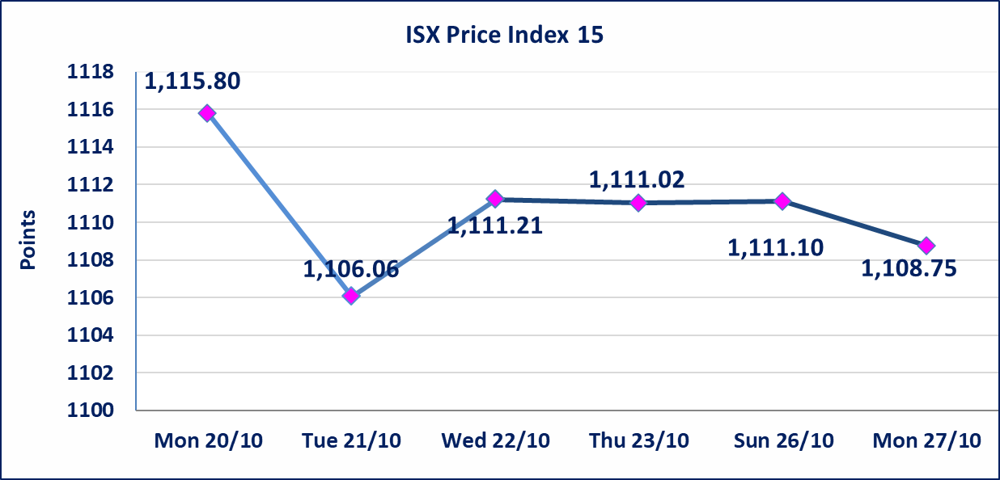 ISX Price Index 15
Points
1118
1116
1114
1112
1110
1108
1106
1104
1102
1100
1,115.80
1,106.06
1,111.21
1,111.02
1,111.10
1,108.75
Mon 20/10
Tue 21/10
Wed 22/10
Thu 23/10
Sun 26/10
Mon 27/10